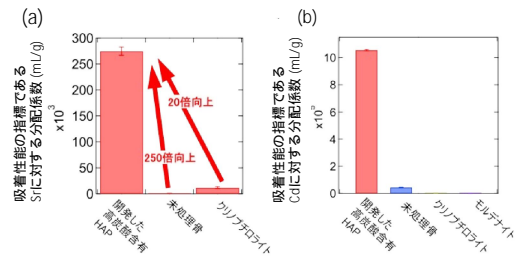 (a)
吸着性能の指標である
Srに対する分配係数 (mL/g)
x10³
300
250
200
150
100
50
0
20倍向上
250倍向上
開発した
高炭酸含有
HAP
未処理骨
クリノプチロライト
(b)
吸着性能の指標である
Cdに対する分配係数 (mL/g)
x10³
10
8
6
4
2
0
開発した
高炭酸含有
HAP
未処理骨
クリノプチロライト
モルデナイト